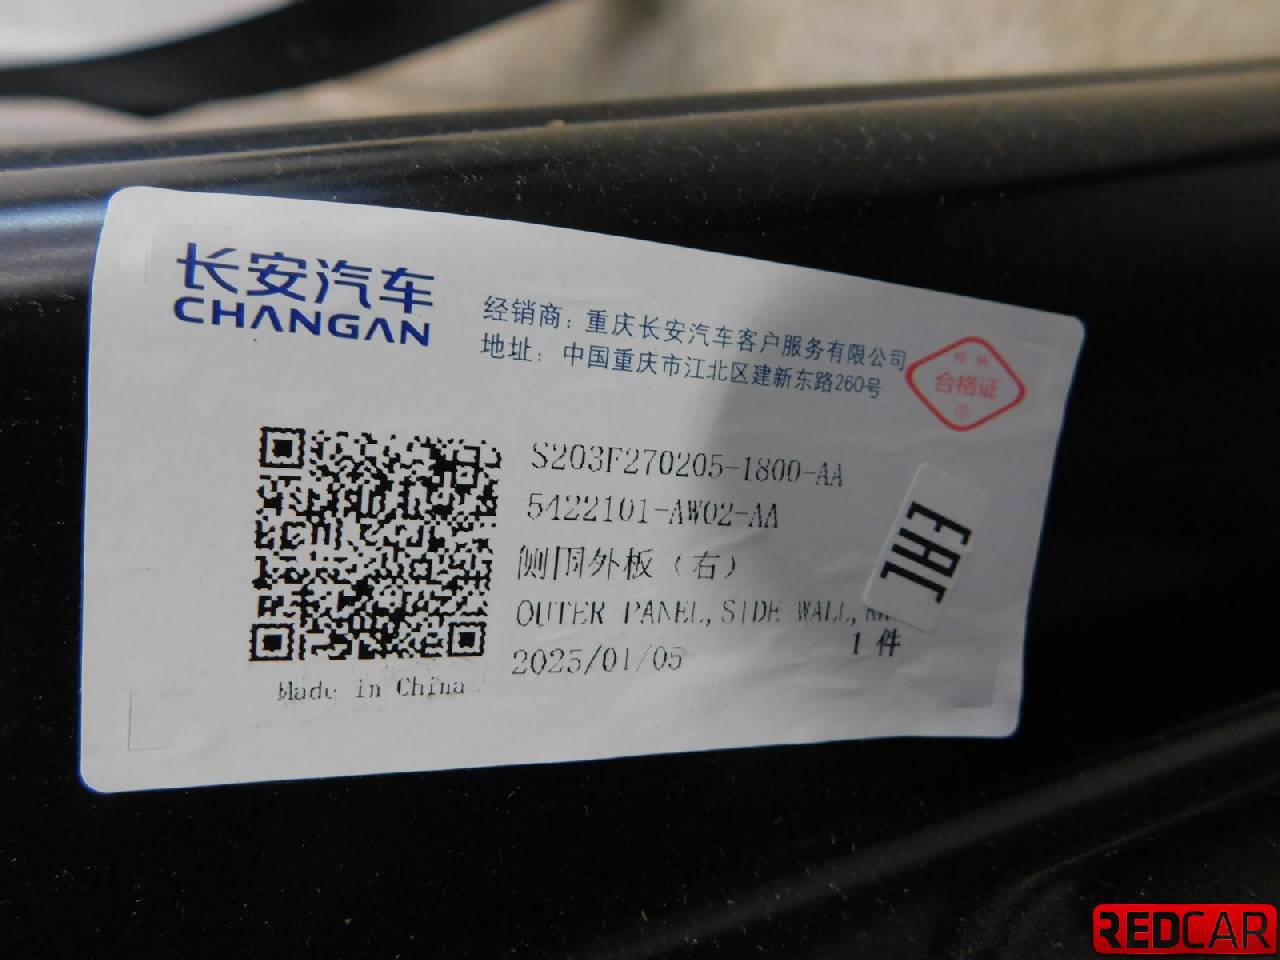 长安汽车
CHANGAN
经销商：重庆长安汽车客户服务有限公司
地址：中国重庆市江北区建新东路260号
合格证
S203F270205-1800-AA
5422101-AW02-AA
侧围外板（右）
OUTER PANEL,SIDE WALL,
1 件
2025/01/05
Made in China
EAC
REDCAR